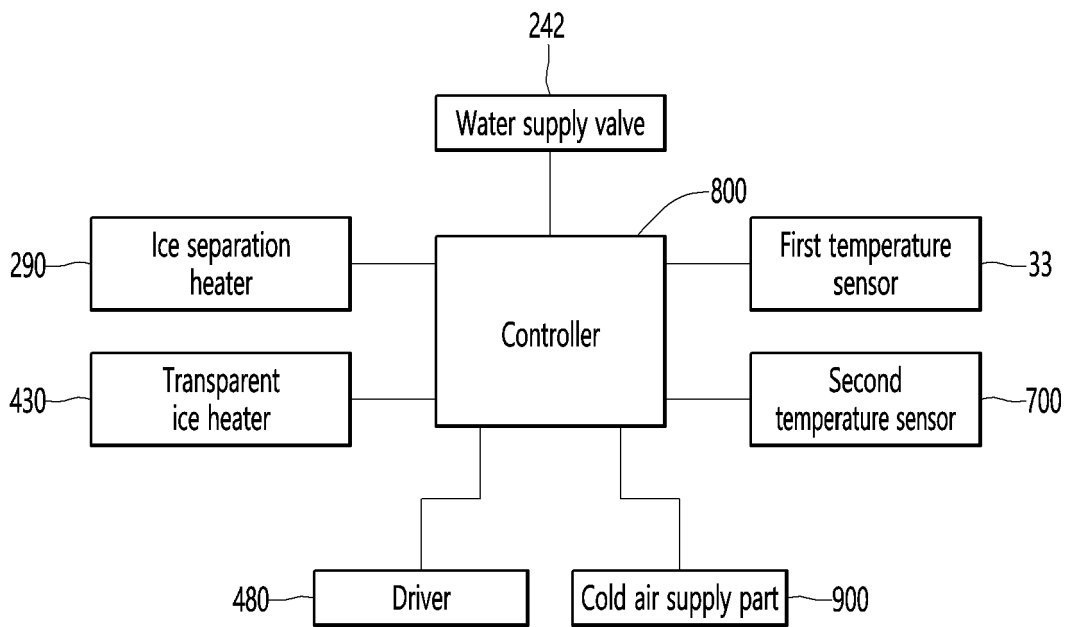 242
Water supply valve
800
Ice separation
heater
290
First temperature
sensor
33
Controller
Transparent
ice heater
430
Second
temperature sensor
700
480
Driver
Cold air supply part
900